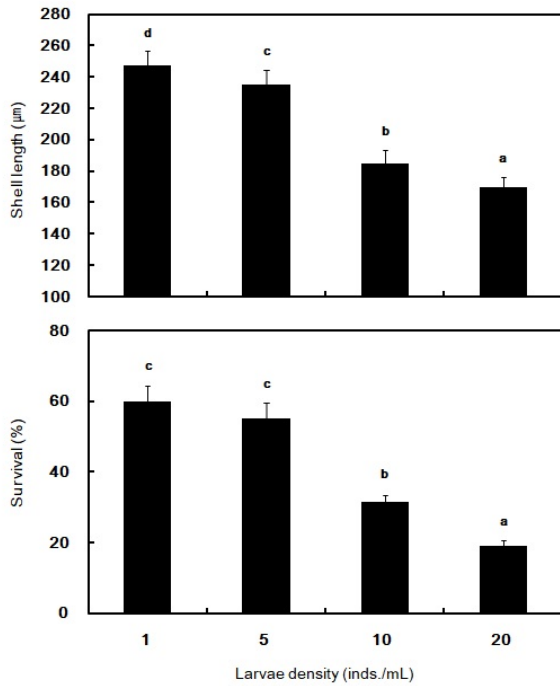 280
260
240
220
200
180
160
140
120
100
Shell length (㎛)
d
c
b
a
80
60
40
20
0
Survival (%)
c
c
b
a
1 5 10 20
Larvae density (inds./mL)